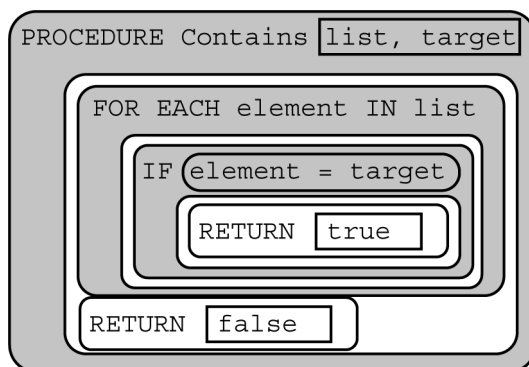 PROCEDURE Contains list, target
FOR EACH element IN list
IF element = target
RETURN true
RETURN false